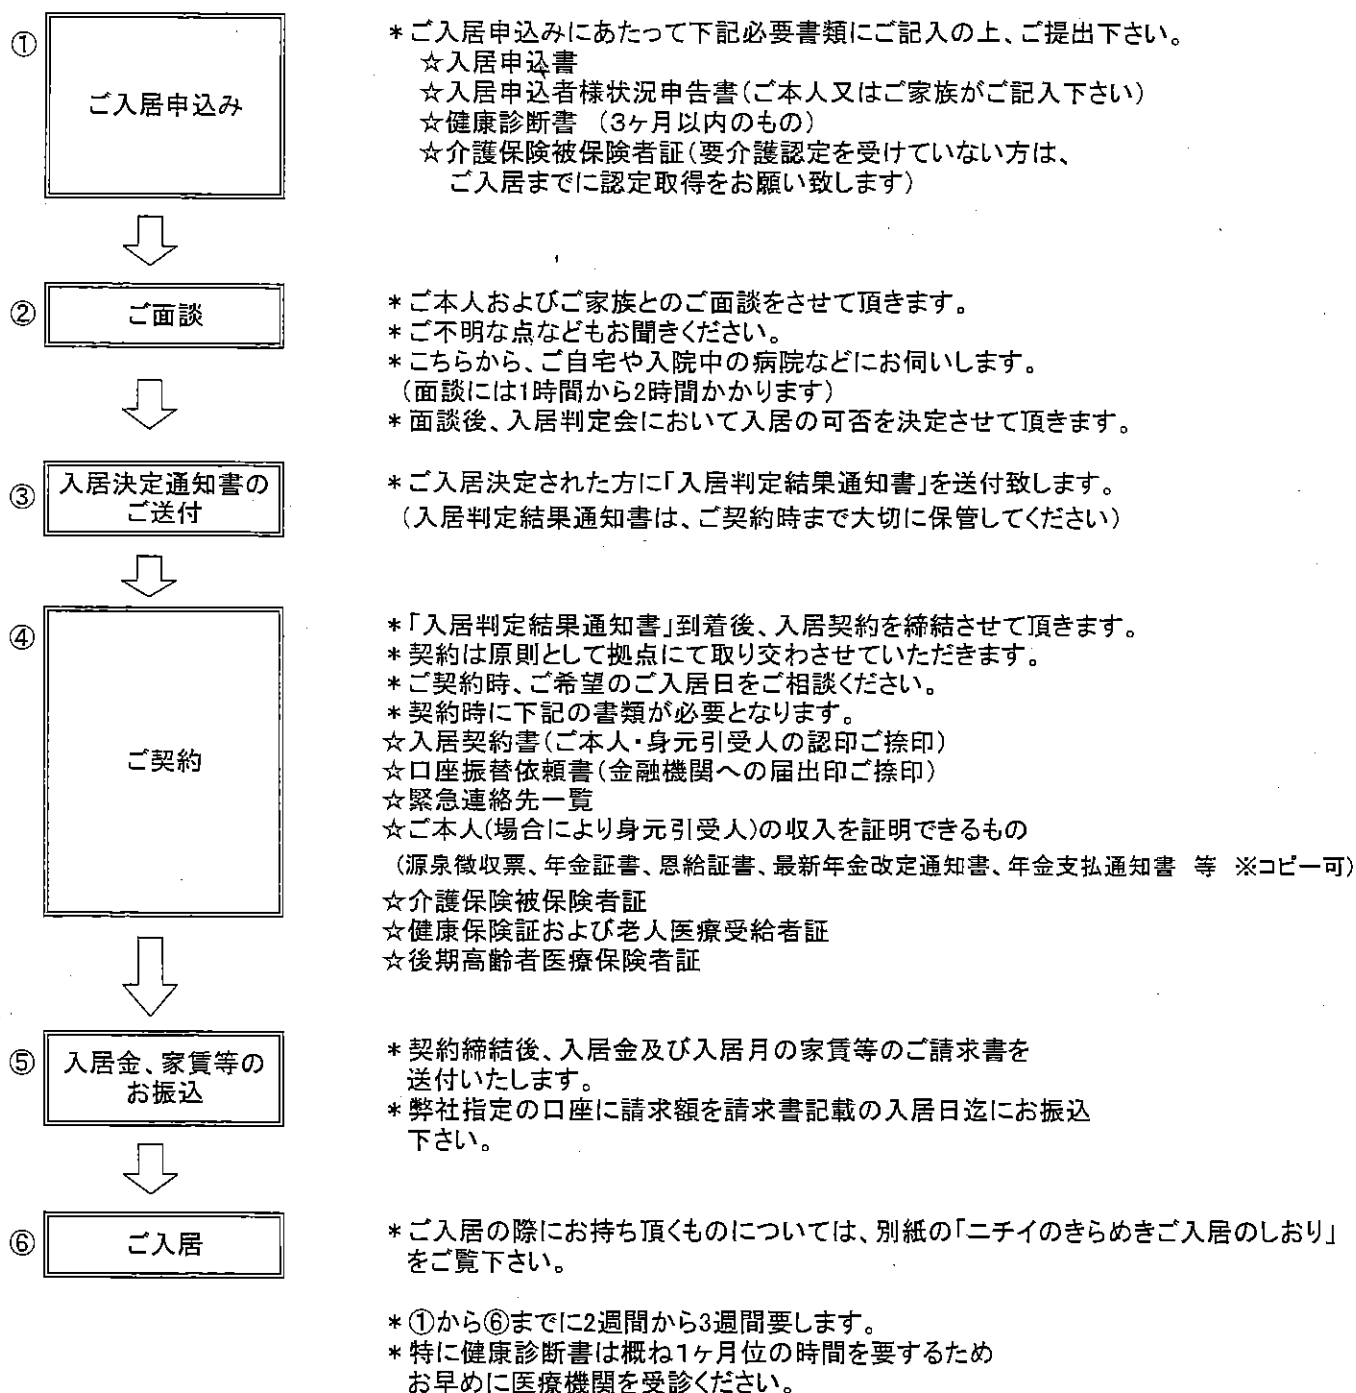 ①
ご入居申込み
*ご入居申込みにあたって下記必要書類にご記入の上、ご提出下さい。
☆入居申込書
☆入居申込者様状況申告書(ご本人又はご家族がご記入下さい)
☆健康診断書 (3ヶ月以内のもの)
☆介護保険被保険者証(要介護認定を受けていない方は、
ご入居までに認定取得をお願い致します)
②
ご面談
*ご本人およびご家族とのご面談をさせて頂きます。
*ご不明な点などもお聞きください。
*こちらから、ご自宅や入院中の病院などにお伺いします。
(面談には1時間から2時間かかります)
*面談後、入居判定会において入居の可否を決定させて頂きます。
③
入居決定通知書の
ご送付
*ご入居決定された方に「入居判定結果通知書」を送付致します。
(入居判定結果通知書は、ご契約時まで大切に保管してください)
④
ご契約
*「入居判定結果通知書」到着後、入居契約を締結させて頂きます。
*契約は原則として拠点にて取り交わさせていただきます。
*ご契約時、ご希望のご入居日をご相談ください。
*契約時に下記の書類が必要となります。
☆入居契約書(ご本人・身元引受人の認印ご捺印)
☆口座振替依頼書(金融機関への届出印ご捺印)
☆緊急連絡先一覧
☆ご本人(場合により身元引受人)の収入を証明できるもの
(源泉徴収票、年金証書、恩給証書、最新年金改定通知書、年金支払通知書 等 ※コピー可)
☆介護保険被保険者証
☆健康保険証および老人医療受給者証
☆後期高齢者医療保険者証
⑤
入居金、家賃等の
お振込
*契約締結後、入居金及び入居月の家賃等のご請求書を
送付いたします。
*弊社指定の口座に請求額を請求書記載の入居日迄にお振込
下さい。
⑥
ご入居
*ご入居の際にお持ち頂くものについては、別紙の「ニチイのきらめきご入居のしおり」
をご覧下さい。
*①から⑥までに2週間から3週間要します。
*特に健康診断書は概ね1ヶ月位の時間を要するため
お早めに医療機関を受診ください。